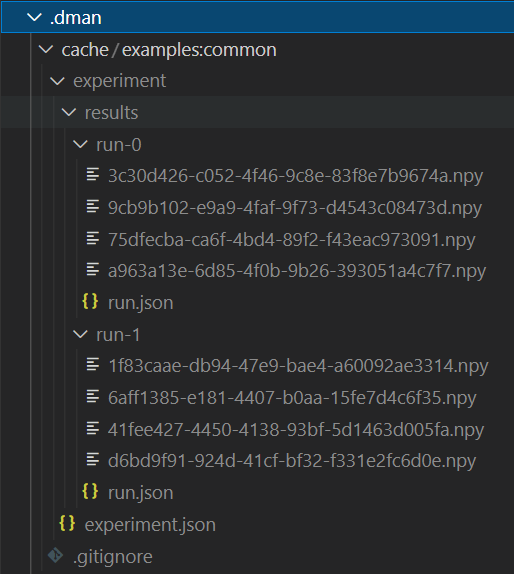 .dman
cache/examples:common
experiment
results
run-0
3c30d426-c052-4f46-9c8e-83f8e7b9674a.npy
9cb9b102-e9a9-4faf-9f73-d4543c08473d.npy
75dfecba-ca6f-4bd4-89f2-f43eac973091.npy
a963a13e-6d85-4f0b-9b26-393051a4c7f7.npy
{} run.json
run-1
1f83caae-db94-47e9-bae4-a60092ae3314.npy
6aff1385-e181-4407-b0aa-15fe7d4c6f35.npy
41fee427-4450-4138-93bf-5d1463d005fa.npy
d6bd9f91-924d-41cf-bf32-f331e2fc6d0e.npy
{} run.json
{} experiment.json
.gitignore